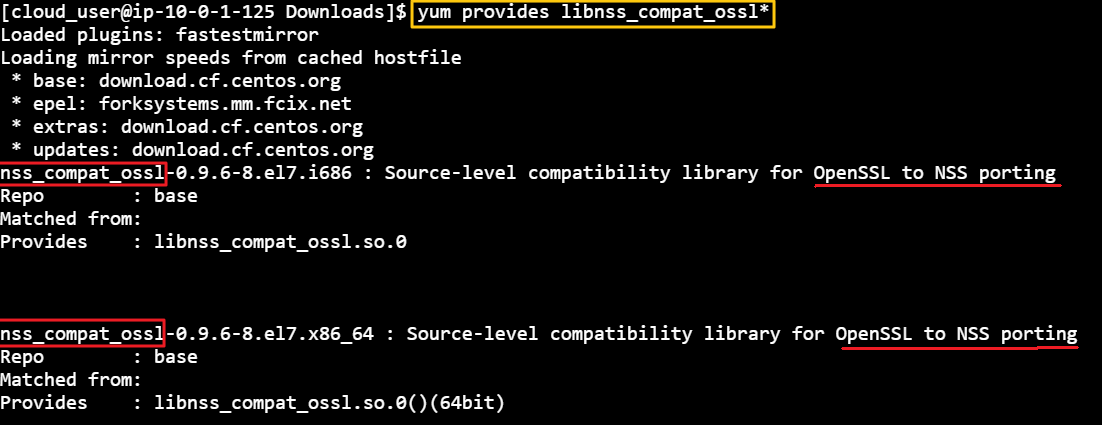 [cloud_user@ip-10-0-1-125 Downloads]$ yum provides libnss_compat_ossl*
Loaded plugins: fastestmirror
Loading mirror speeds from cached hostfile
 * base: download.cf.centos.org
 * epel: forksystems.mm.fcix.net
 * extras: download.cf.centos.org
 * updates: download.cf.centos.org
nss_compat_ossl-0.9.6-8.el7.i686 : Source-level compatibility library for OpenSSL to NSS porting
Repo        : base
Matched from:
Provides    : libnss_compat_ossl.so.0
nss_compat_ossl-0.9.6-8.el7.x86_64 : Source-level compatibility library for OpenSSL to NSS porting
Repo        : base
Matched from:
Provides    : libnss_compat_ossl.so.0()(64bit)